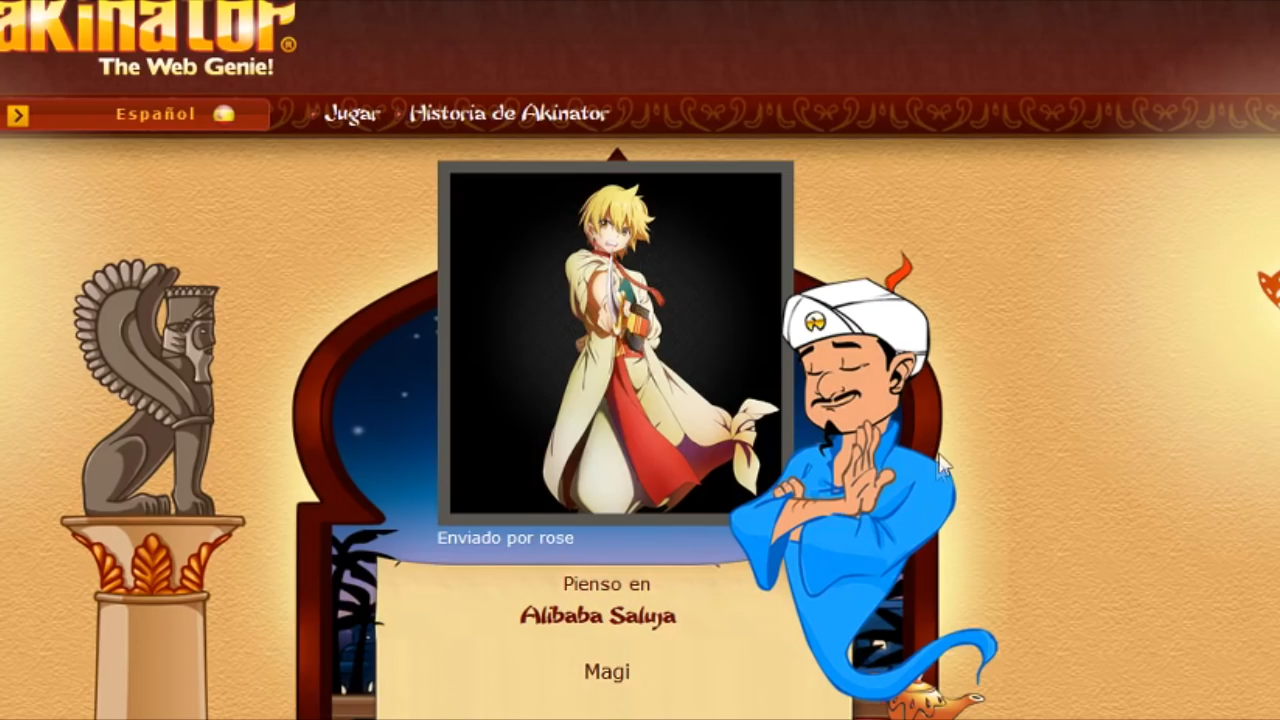 akinator®
The Web Genie!
Español
Jugar
Historia de Akinator
Enviado por rose
Pienso en
Alibaba Saluja
Magi